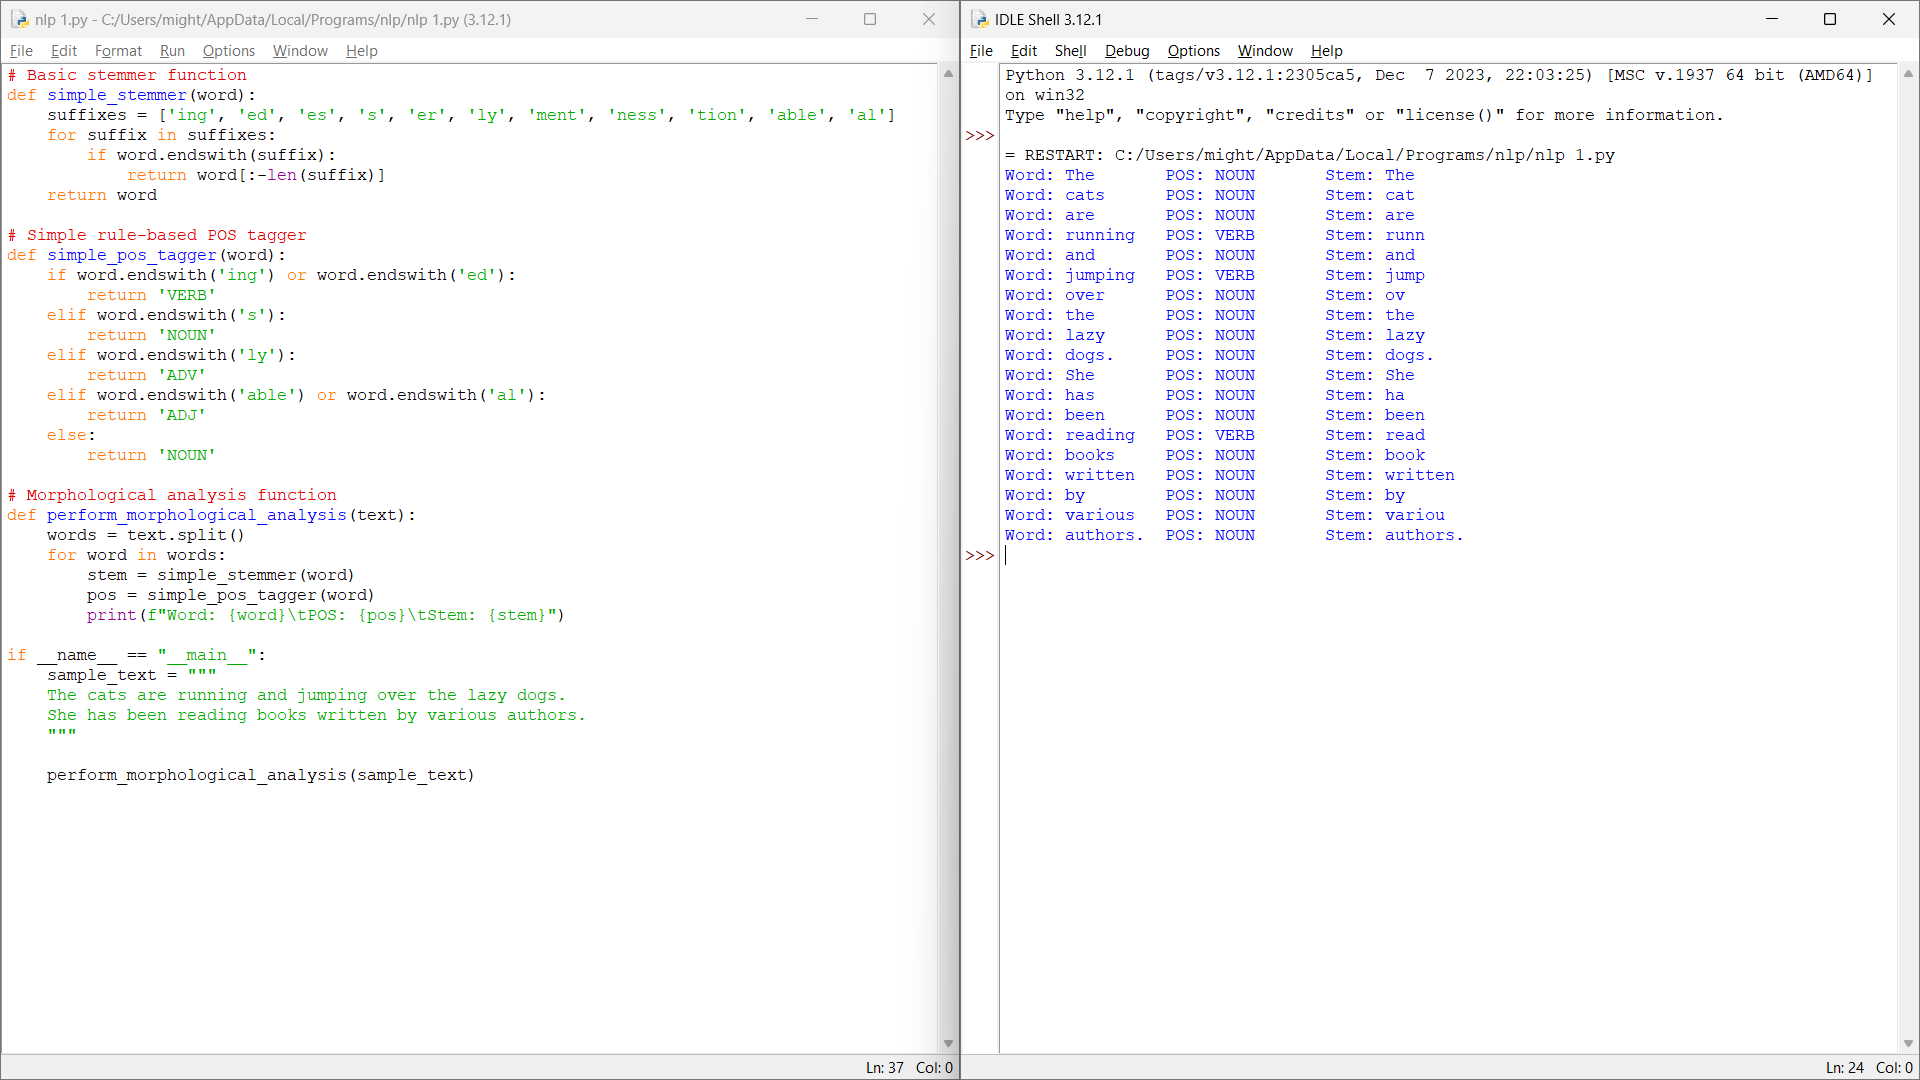 nlp 1.py - C:/Users/might/AppData/Local/Programs/nlp/nlp 1.py (3.12.1)
File Edit Format Run Options Window Help
# Basic stemmer function
def simple_stemmer(word):
    suffixes = ['ing', 'ed', 'es', 's', 'er', 'ly', 'ment', 'ness', 'tion', 'able', 'al']
    for suffix in suffixes:
        if word.endswith(suffix):
            return word[:-len(suffix)]
    return word

# Simple rule-based POS tagger
def simple_pos_tagger(word):
    if word.endswith('ing') or word.endswith('ed'):
        return 'VERB'
    elif word.endswith('s'):
        return 'NOUN'
    elif word.endswith('ly'):
        return 'ADV'
    elif word.endswith('able') or word.endswith('al'):
        return 'ADJ'
    else:
        return 'NOUN'

# Morphological analysis function
def perform_morphological_analysis(text):
    words = text.split()
    for word in words:
        stem = simple_stemmer(word)
        pos = simple_pos_tagger(word)
        print(f"Word: {word}\tPOS: {pos}\tStem: {stem}")

if __name__ == "__main__":
    sample_text = """
    The cats are running and jumping over the lazy dogs.
    She has been reading books written by various authors.
    """

    perform_morphological_analysis(sample_text)
Ln: 37 Col: 0
IDLE Shell 3.12.1
File Edit Shell Debug Options Window Help
Python 3.12.1 (tags/v3.12.1:2305ca5, Dec  7 2023, 22:03:25) [MSC v.1937 64 bit (AMD64)]
on win32
Type "help", "copyright", "credits" or "license()" for more information.
>>>
= RESTART: C:/Users/might/AppData/Local/Programs/nlp/nlp 1.py
Word: The       POS: NOUN       Stem: The
Word: cats      POS: NOUN       Stem: cat
Word: are       POS: NOUN       Stem: are
Word: running   POS: VERB       Stem: runn
Word: and       POS: NOUN       Stem: and
Word: jumping   POS: VERB       Stem: jump
Word: over      POS: NOUN       Stem: ov
Word: the       POS: NOUN       Stem: the
Word: lazy      POS: NOUN       Stem: lazy
Word: dogs.     POS: NOUN       Stem: dogs.
Word: She       POS: NOUN       Stem: She
Word: has       POS: NOUN       Stem: ha
Word: been      POS: NOUN       Stem: been
Word: reading   POS: VERB       Stem: read
Word: books     POS: NOUN       Stem: book
Word: written   POS: NOUN       Stem: written
Word: by        POS: NOUN       Stem: by
Word: various   POS: NOUN       Stem: variou
Word: authors.  POS: NOUN       Stem: authors.
>>>
Ln: 24 Col: 0